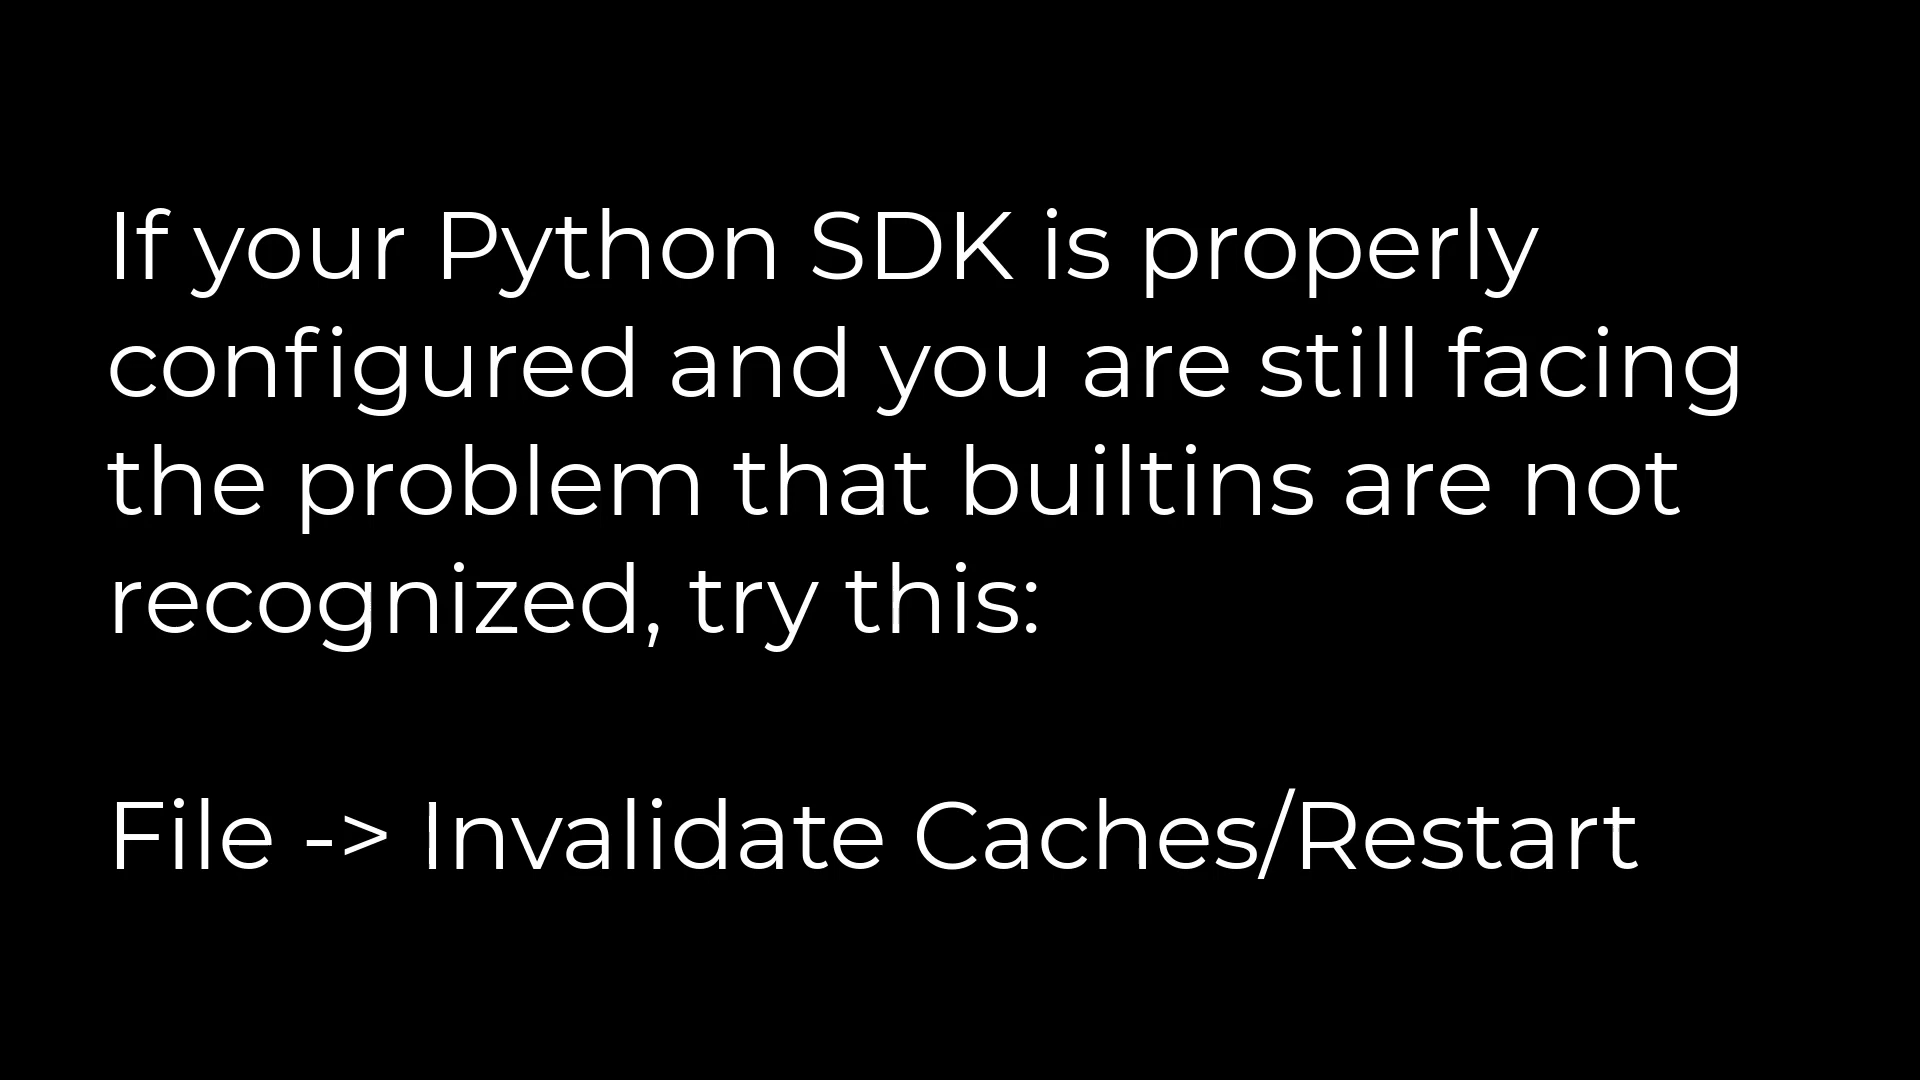 If your Python SDK is properly
configured and you are still facing
the problem that builtins are not
recognized, try this:
File -> Invalidate Caches/Restart